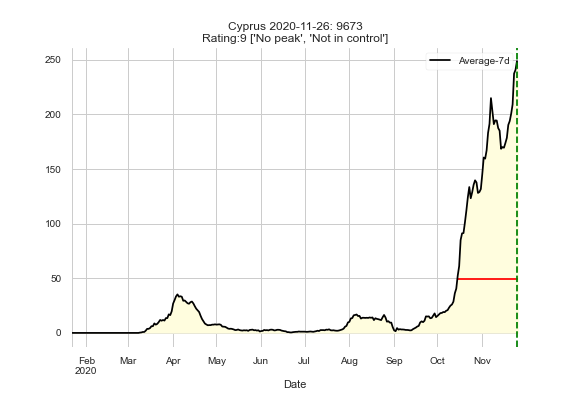 Cyprus 2020-11-26: 9673
Rating:9 ['No peak', 'Not in control']
Average-7d
250
200
150
100
50
0
Feb Mar Apr May Jun Jul Aug Sep Oct Nov
2020
Date